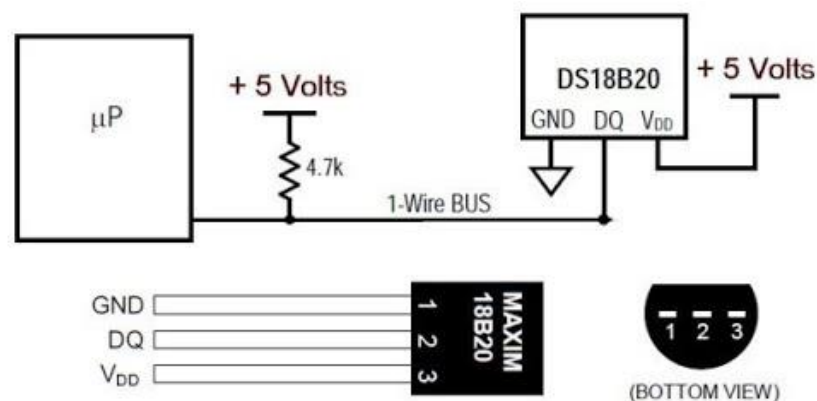 μP
+ 5 Volts
4.7k
1-Wire BUS
DS18B20
GND DQ VDD
+ 5 Volts
GND
DQ
VDD
1
2
3
MAXIM
18B20
1 2 3
(BOTTOM VIEW)